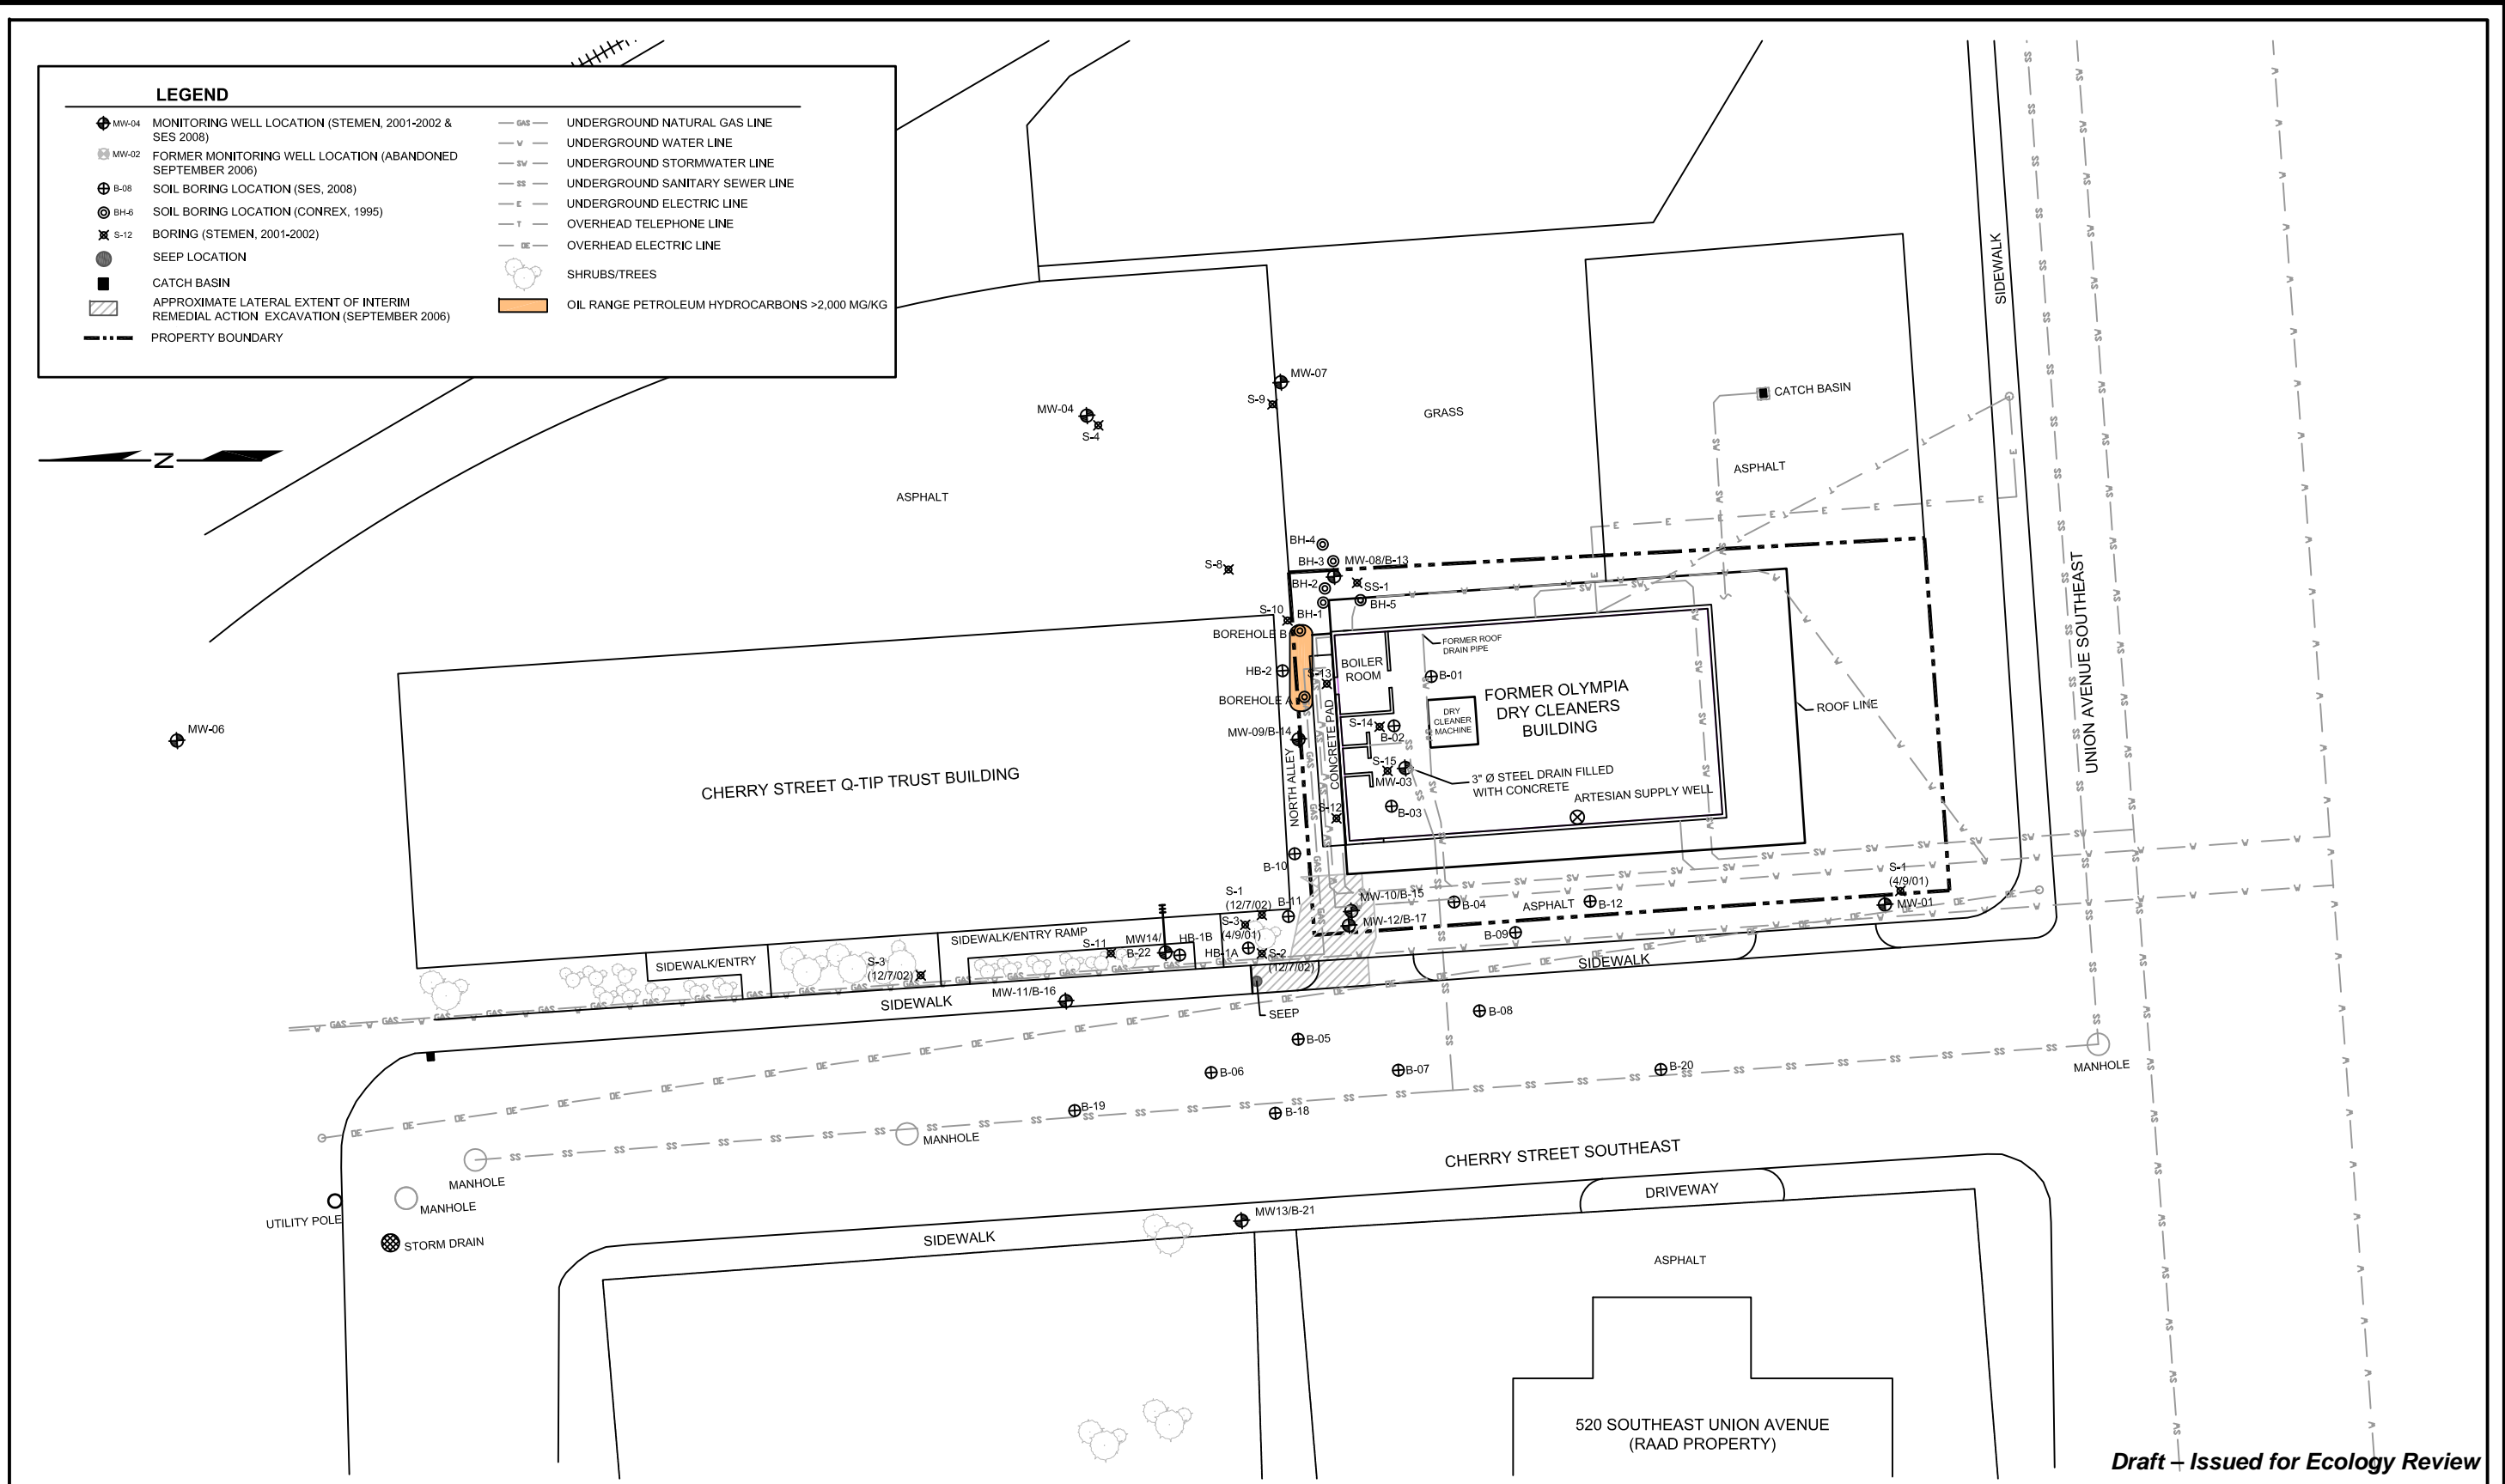 LEGEND
MW-04 MONITORING WELL LOCATION (STEMEN, 2001-2002 &
SES 2008)
MW-02 FORMER MONITORING WELL LOCATION (ABANDONED
SEPTEMBER 2006)
B-08 SOIL BORING LOCATION (SES, 2008)
BH-6 SOIL BORING LOCATION (CONREX, 1995)
S-12 BORING (STEMEN, 2001-2002)
SEEP LOCATION
CATCH BASIN
APPROXIMATE LATERAL EXTENT OF INTERIM
REMEDIAL ACTION EXCAVATION (SEPTEMBER 2006)
PROPERTY BOUNDARY
GAS UNDERGROUND NATURAL GAS LINE
W UNDERGROUND WATER LINE
SW UNDERGROUND STORMWATER LINE
SS UNDERGROUND SANITARY SEWER LINE
E UNDERGROUND ELECTRIC LINE
T OVERHEAD TELEPHONE LINE
OE OVERHEAD ELECTRIC LINE
SHRUBS/TREES
OIL RANGE PETROLEUM HYDROCARBONS >2,000 MG/KG
N
MW-07
S-9
MW-04
S-4
GRASS
CATCH BASIN
ASPHALT
ASPHALT
SIDEWALK
BH-4
BH-3
MW-08/B-13
S-8
BH-2
SS-1
S-10
BH-1
BH-5
BOREHOLE B
HB-2
S-13
BOREHOLE A
BOILER
ROOM
FORMER ROOF
DRAIN PIPE
B-01
FORMER OLYMPIA
DRY CLEANERS
BUILDING
DRY
CLEANER
MACHINE
S-14
B-02
ROOF LINE
UNION AVENUE SOUTHEAST
MW-06
MW-09/B-14
CONCRETE PAD
NORTH ALLEY
S-15
MW-03
3" Ø STEEL DRAIN FILLED
WITH CONCRETE
ARTESIAN SUPPLY WELL
B-03
S-12
CHERRY STREET Q-TIP TRUST BUILDING
B-10
S-1
(12/7/02)
B-11
MW-10/B-15
MW-12/B-17
B-04
ASPHALT
B-12
S-1
(4/9/01)
MW-01
S-3
(4/9/01)
B-09
SIDEWALK/ENTRY RAMP
SIDEWALK/ENTRY
S-11
MW14/
B-22
HB-1B
HB-1A
S-2
(12/7/02)
S-3
(12/7/02)
SIDEWALK
SIDEWALK
MW-11/B-16
SEEP
B-08
B-05
B-06
B-07
B-20
MANHOLE
B-19
B-18
MANHOLE
CHERRY STREET SOUTHEAST
MANHOLE
MANHOLE
UTILITY POLE
STORM DRAIN
DRIVEWAY
MW13/B-21
SIDEWALK
ASPHALT
520 SOUTHEAST UNION AVENUE
(RAAD PROPERTY)
Draft – Issued for Ecology Review